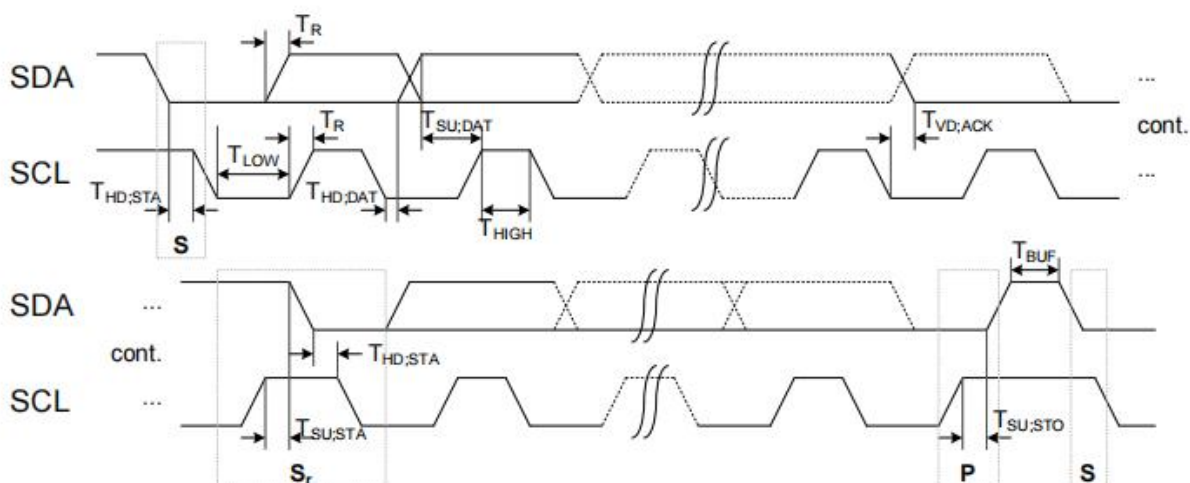 T_R
SDA
T_R T_SU;DAT T_VD;ACK ...
cont.
SCL T_LOW ...
T_HD;STA T_HD;DAT
T_HIGH
S
T_BUF
SDA ...
cont. T_HD;STA
SCL ...
T_SU;STA T_SU;STO
S_r P S